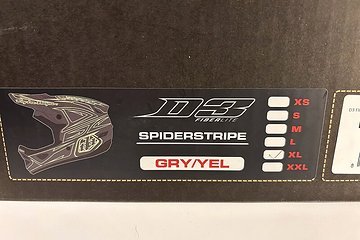 D3
FIBERLITE
SPIDERSTRIPE
GRY/YEL
XS
S
M
L
XL
XXL